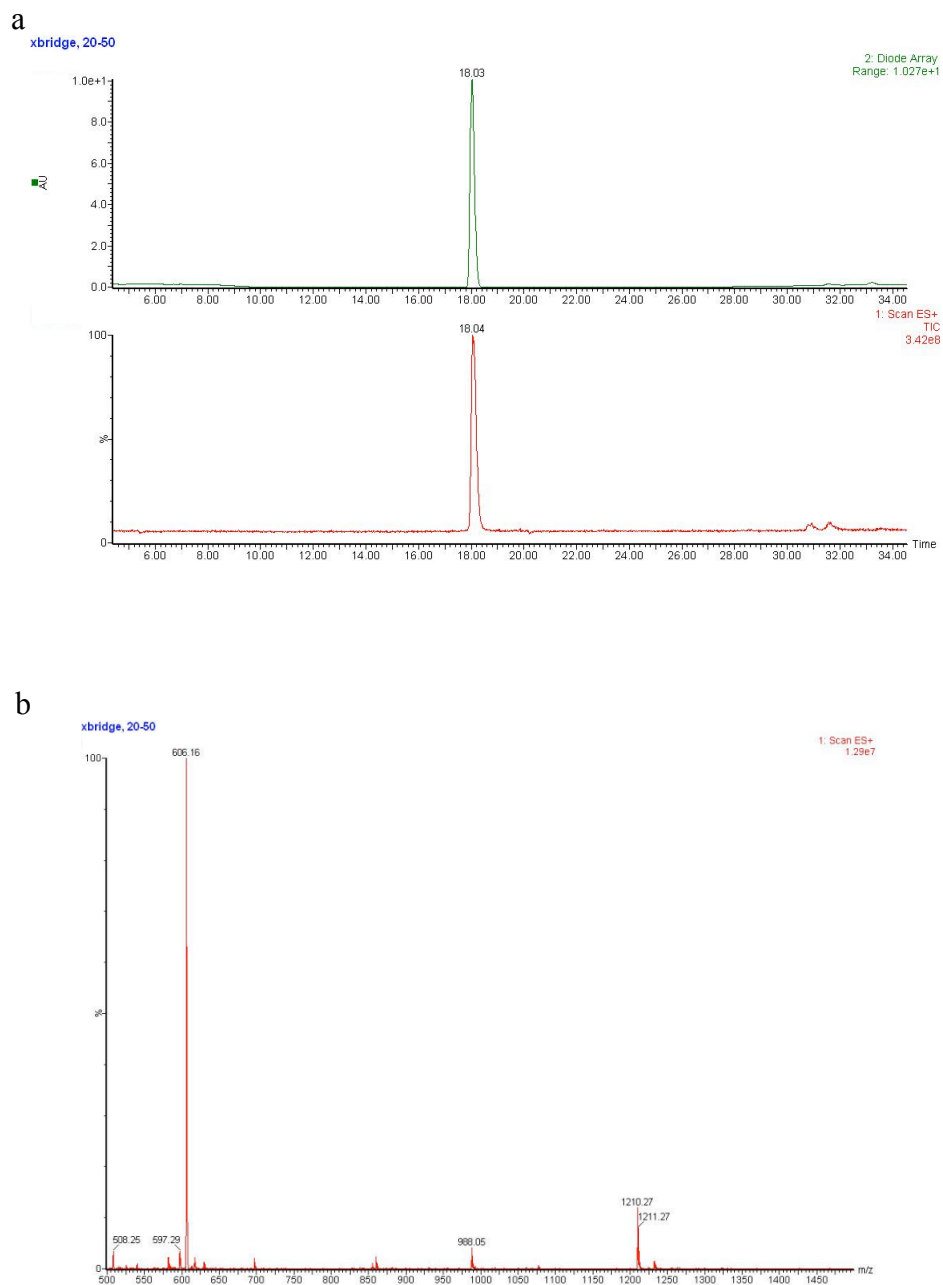 a
xbridge, 20-50
2: Diode Array
Range: 1.027e+1
18.03
1.0e+1
8.0
6.0
4.0
2.0
0.0
AU
6.00 8.00 10.00 12.00 14.00 16.00 18.00 20.00 22.00 24.00 26.00 28.00 30.00 32.00 34.00
1: Scan ES+
TIC
3.42e8
18.04
100
%
0
6.00 8.00 10.00 12.00 14.00 16.00 18.00 20.00 22.00 24.00 26.00 28.00 30.00 32.00 34.00
Time
b
xbridge, 20-50
1: Scan ES+
1.29e7
606.16
100
%
0
508.25 597.29
988.05
1210.27
1211.27
500 550 600 650 700 750 800 850 900 950 1000 1050 1100 1150 1200 1250 1300 1350 1400 1450
m/z